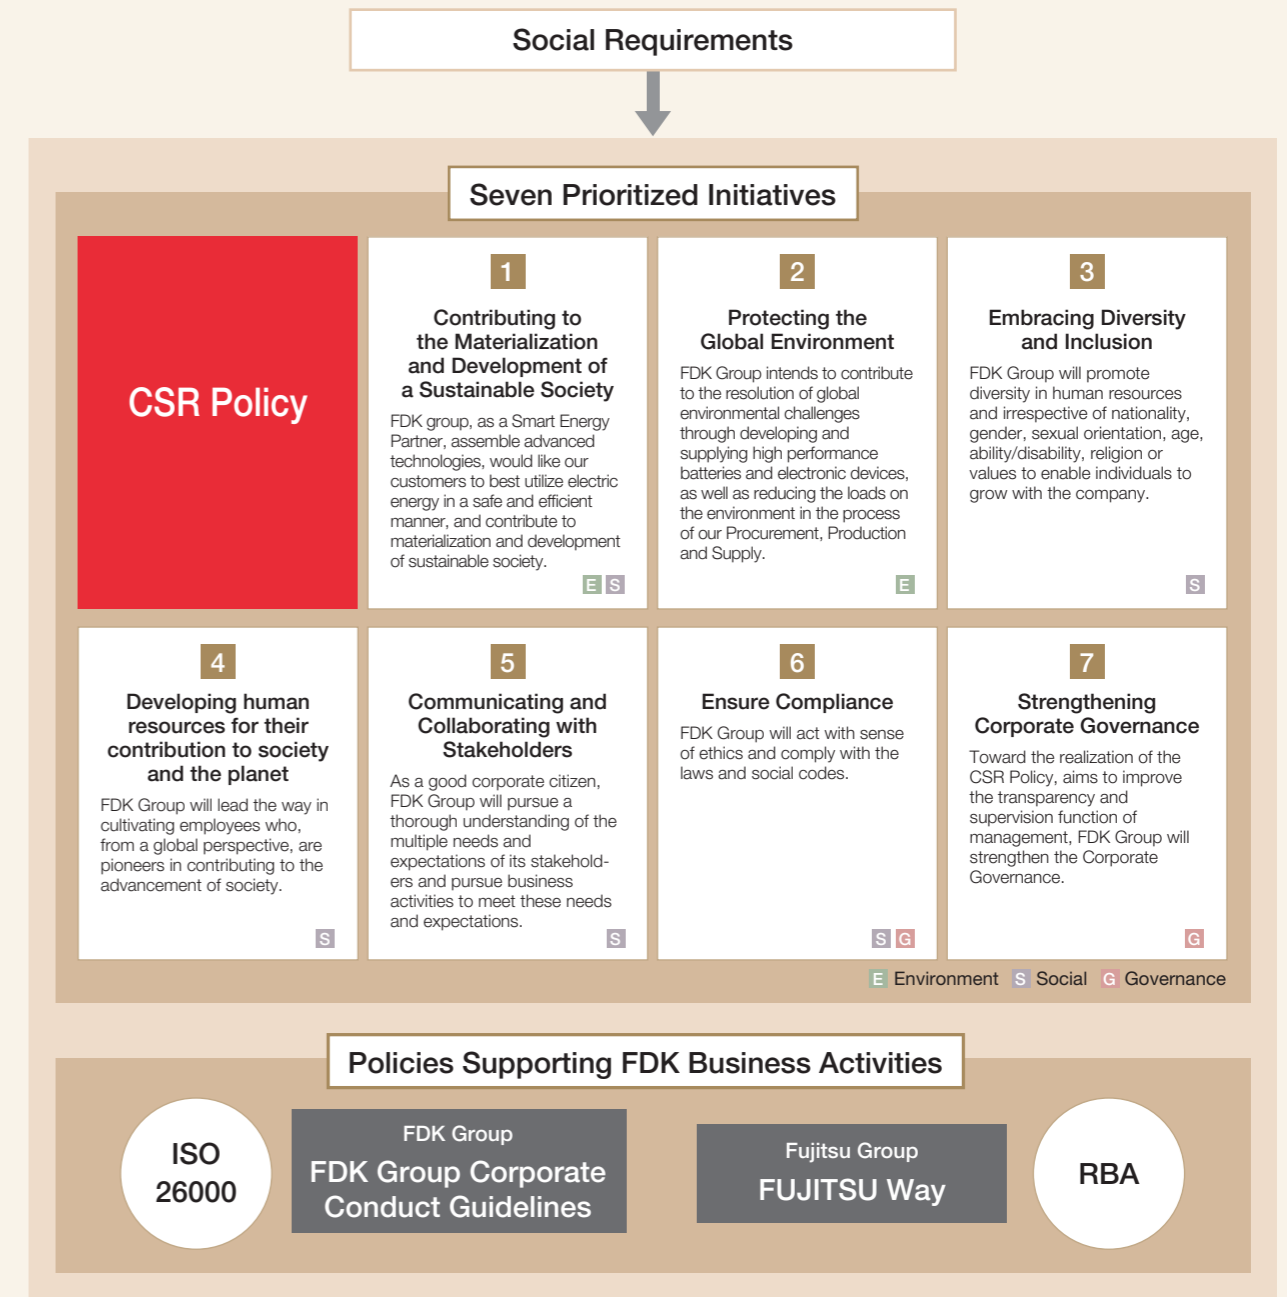 Social Requirements
Seven Prioritized Initiatives
CSR Policy
1
Contributing to
the Materialization
and Development of
a Sustainable Society
FDK group, as a Smart Energy
Partner, assemble advanced
technologies, would like our
customers to best utilize electric
energy in a safe and efficient
manner, and contribute to
materialization and development
of sustainable society.
E S
2
Protecting the
Global Environment
FDK Group intends to contribute
to the resolution of global
environmental challenges
through developing and
supplying high performance
batteries and electronic devices,
as well as reducing the loads on
the environment in the process
of our Procurement, Production
and Supply.
E
3
Embracing Diversity
and Inclusion
FDK Group will promote
diversity in human resources
and irrespective of nationality,
gender, sexual orientation, age,
ability/disability, religion or
values to enable individuals to
grow with the company.
S
4
Developing human
resources for their
contribution to society
and the planet
FDK Group will lead the way in
cultivating employees who,
from a global perspective, are
pioneers in contributing to the
advancement of society.
S
5
Communicating and
Collaborating with
Stakeholders
As a good corporate citizen,
FDK Group will pursue a
thorough understanding of the
multiple needs and
expectations of its stakehold-
ers and pursue business
activities to meet these needs
and expectations.
S
6
Ensure Compliance
FDK Group will act with sense
of ethics and comply with the
laws and social codes.
S G
7
Strengthening
Corporate Governance
Toward the realization of the
CSR Policy, aims to improve
the transparency and
supervision function of
management, FDK Group will
strengthen the Corporate
Governance.
G
E Environment S Social G Governance
Policies Supporting FDK Business Activities
ISO
26000
FDK Group
FDK Group Corporate
Conduct Guidelines
Fujitsu Group
FUJITSU Way
RBA